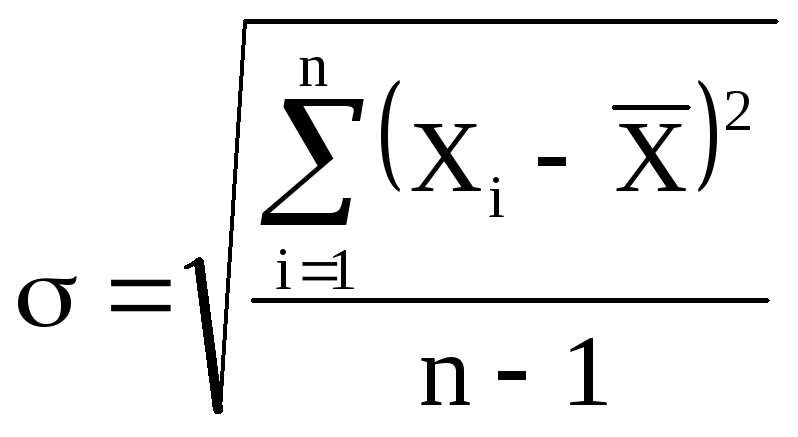 σ = √( ∑_{i=1}^{n} (X_i - X̄)² / (n - 1) )